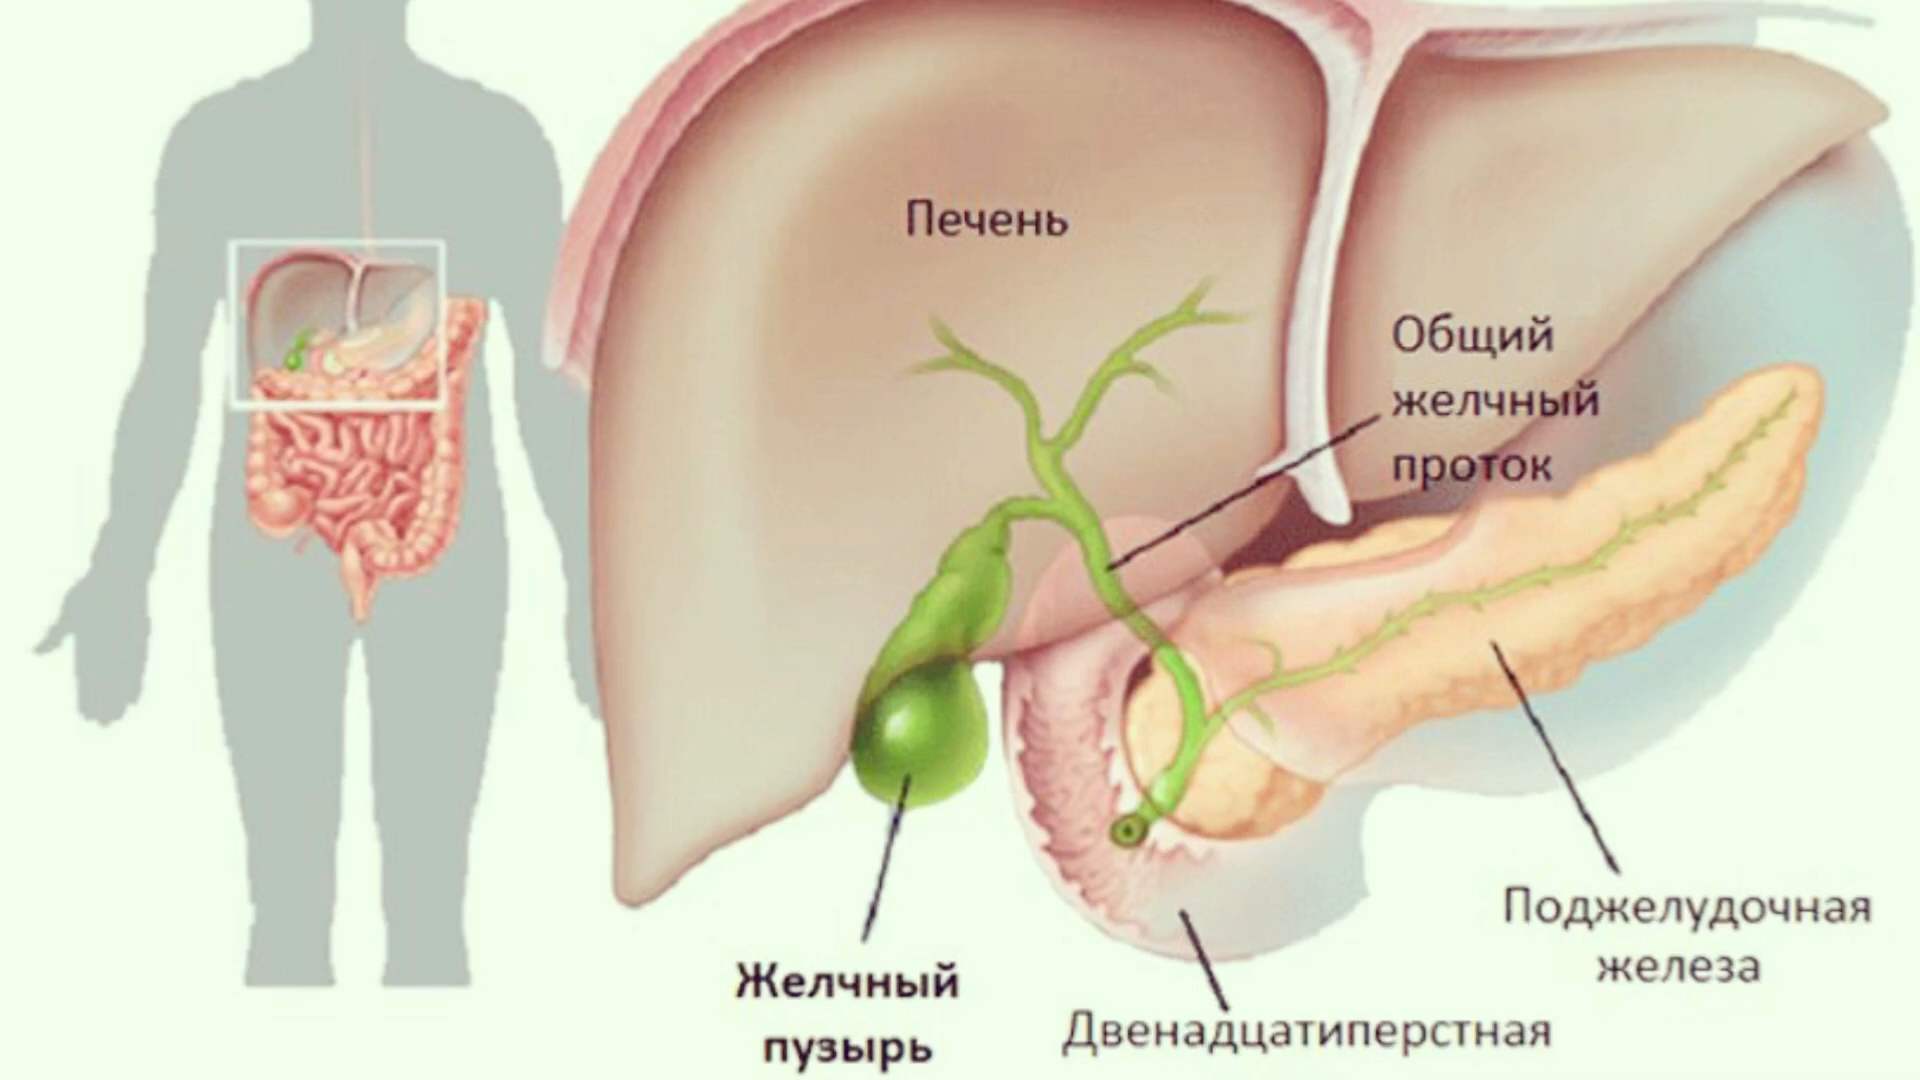 Печень
Общий
желчный
проток
Поджелудочная
железа
Желчный
пузырь
Двенадцатиперстная